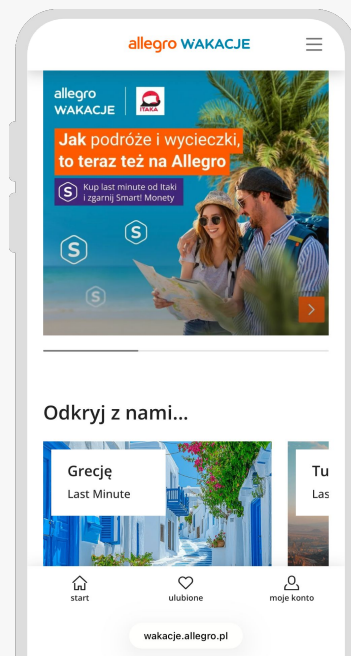 allegro WAKACJE
allegro
WAKACJE
ITAKA
Jak podróże i wycieczki,
to teraz też na Allegro
S Kup last minute od Itaki
i zgarnij Smart! Monety
S
S
S
Odkryj z nami...
Grecję
Last Minute
Tu
Las
start
ulubione
moje konto
wakacje.allegro.pl